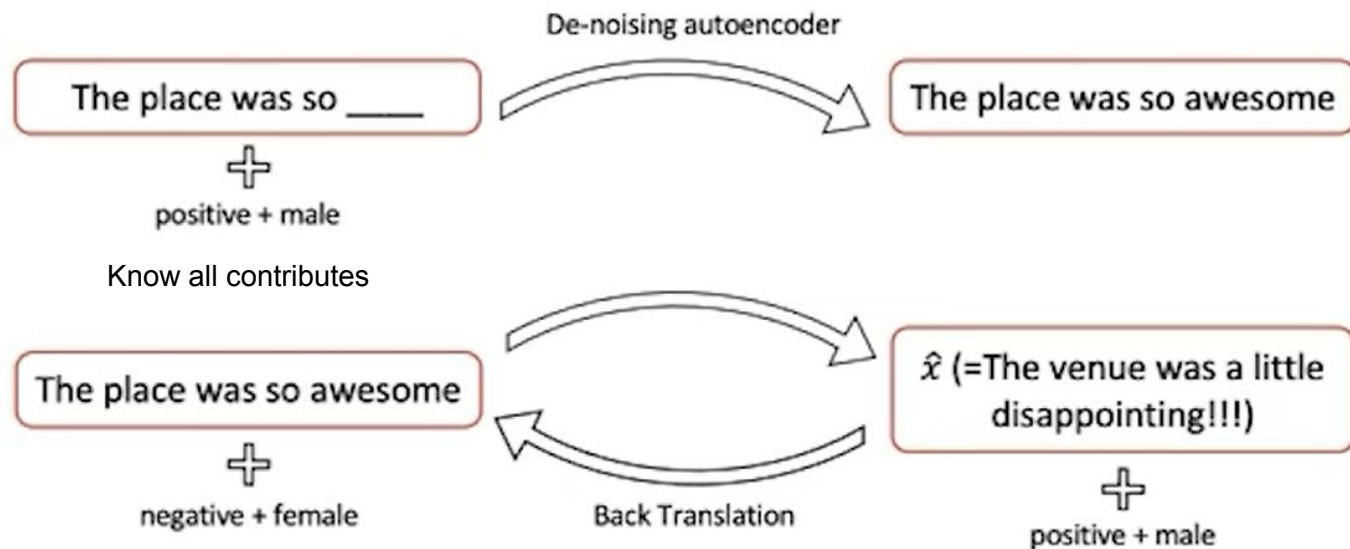 De-noising autoencoder
The place was so ____
The place was so awesome
positive + male
Know all contributes
The place was so awesome
x̂ (=The venue was a little
disappointing!!!)
negative + female
Back Translation
positive + male